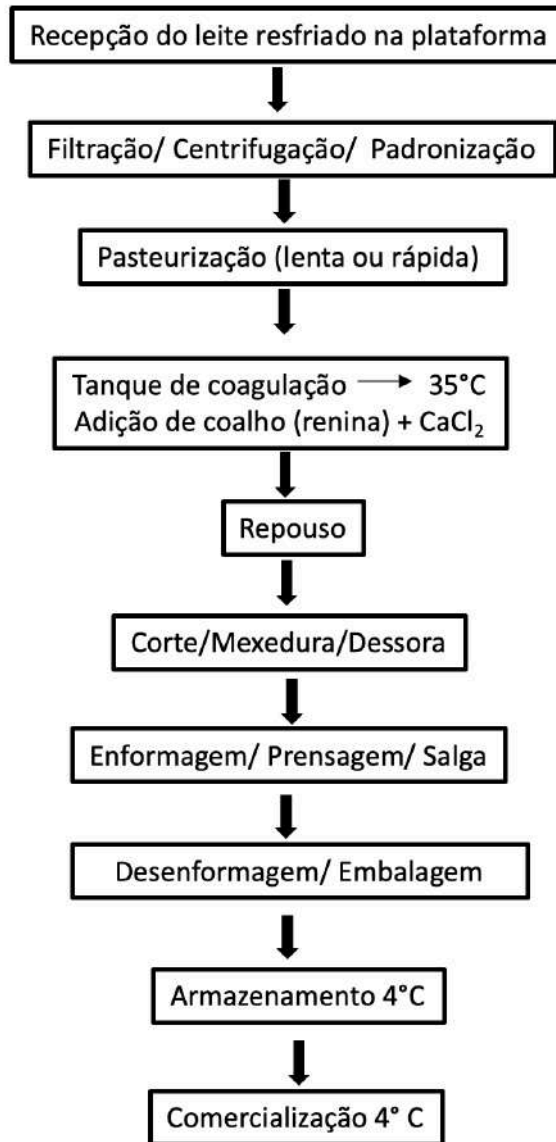 Recepção do leite resfriado na plataforma
Filtração/ Centrifugação/ Padronização
Pasteurização (lenta ou rápida)
Tanque de coagulação → 35°C
Adição de coalho (renina) + CaCl₂
Repouso
Corte/Mexedura/Dessora
Enformagem/ Prensagem/ Salga
Desenformagem/ Embalagem
Armazenamento 4°C
Comercialização 4° C